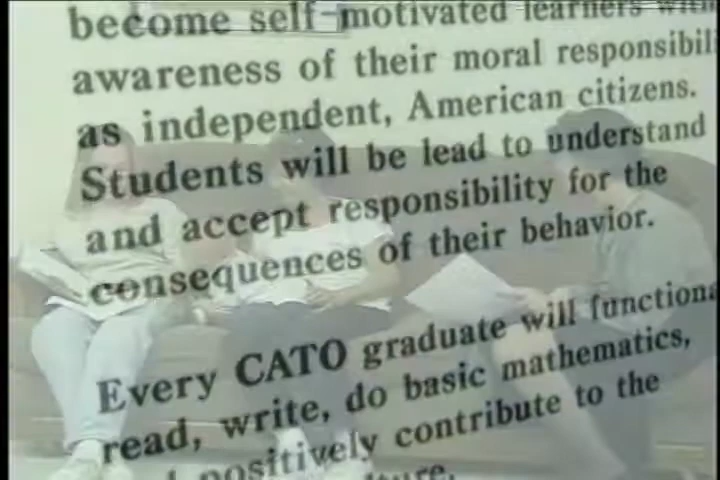 become self-motivated learners with
awareness of their moral
as independent, American citizens.
Students will be lead to understand
and accept responsibility for the
consequences of their behavior.
Every CATO graduate will
read, write, do basic mathematics,
positively contribute to the